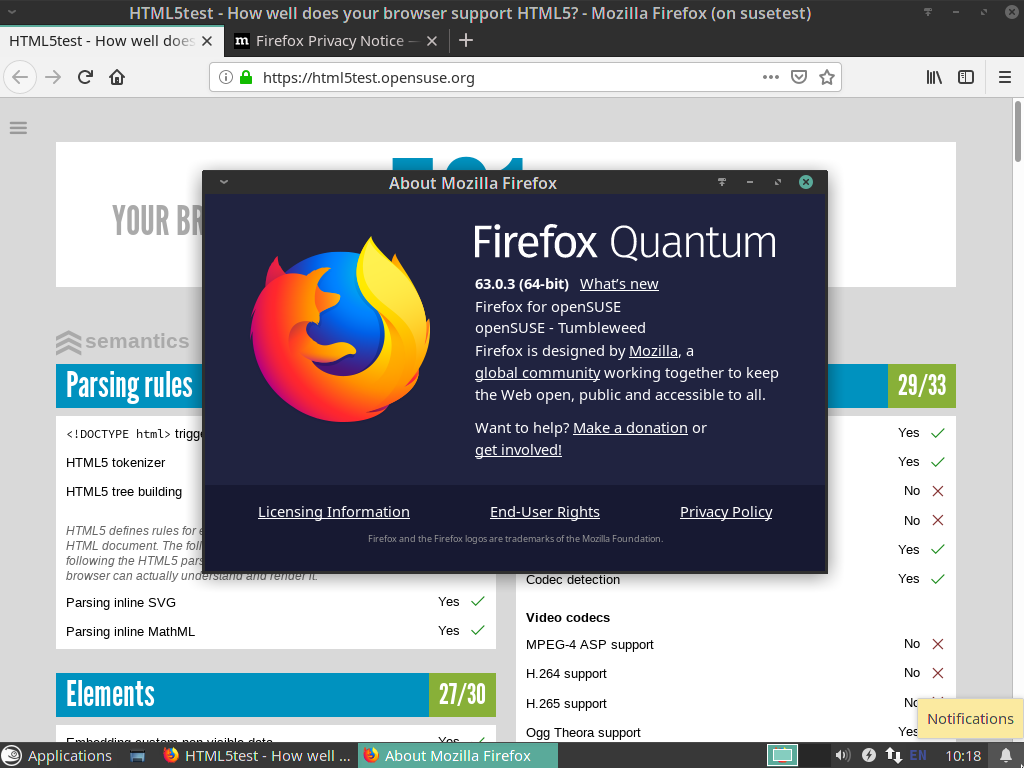 HTML5test - How well does your browser support HTML5? - Mozilla Firefox (on susetest)
HTML5test - How well does
Firefox Privacy Notice —
https://html5test.opensuse.org
YOUR BR
About Mozilla Firefox
Firefox Quantum
63.0.3 (64-bit) What's new
Firefox for openSUSE
openSUSE - Tumbleweed
Firefox is designed by Mozilla, a
global community working together to keep
the Web open, public and accessible to all.
Want to help? Make a donation or
get involved!
Licensing Information End-User Rights Privacy Policy
Firefox and the Firefox logos are trademarks of the Mozilla Foundation.
semantics
Parsing rules
<!DOCTYPE html> trigge
HTML5 tokenizer
HTML5 tree building
HTML5 defines rules for e
HTML document. The foll
following the HTML5 pars
browser can actually understand and render it.
Parsing inline SVG Yes
Parsing inline MathML Yes
Elements 27/30
Embedding custom non-visible data Yes
29/33
Yes
Yes
No
No
Yes
Codec detection Yes
Video codecs
MPEG-4 ASP support No
H.264 support No
H.265 support No
Ogg Theora support Yes
Notifications
Applications
HTML5test - How well ...
About Mozilla Firefox
EN
10:18